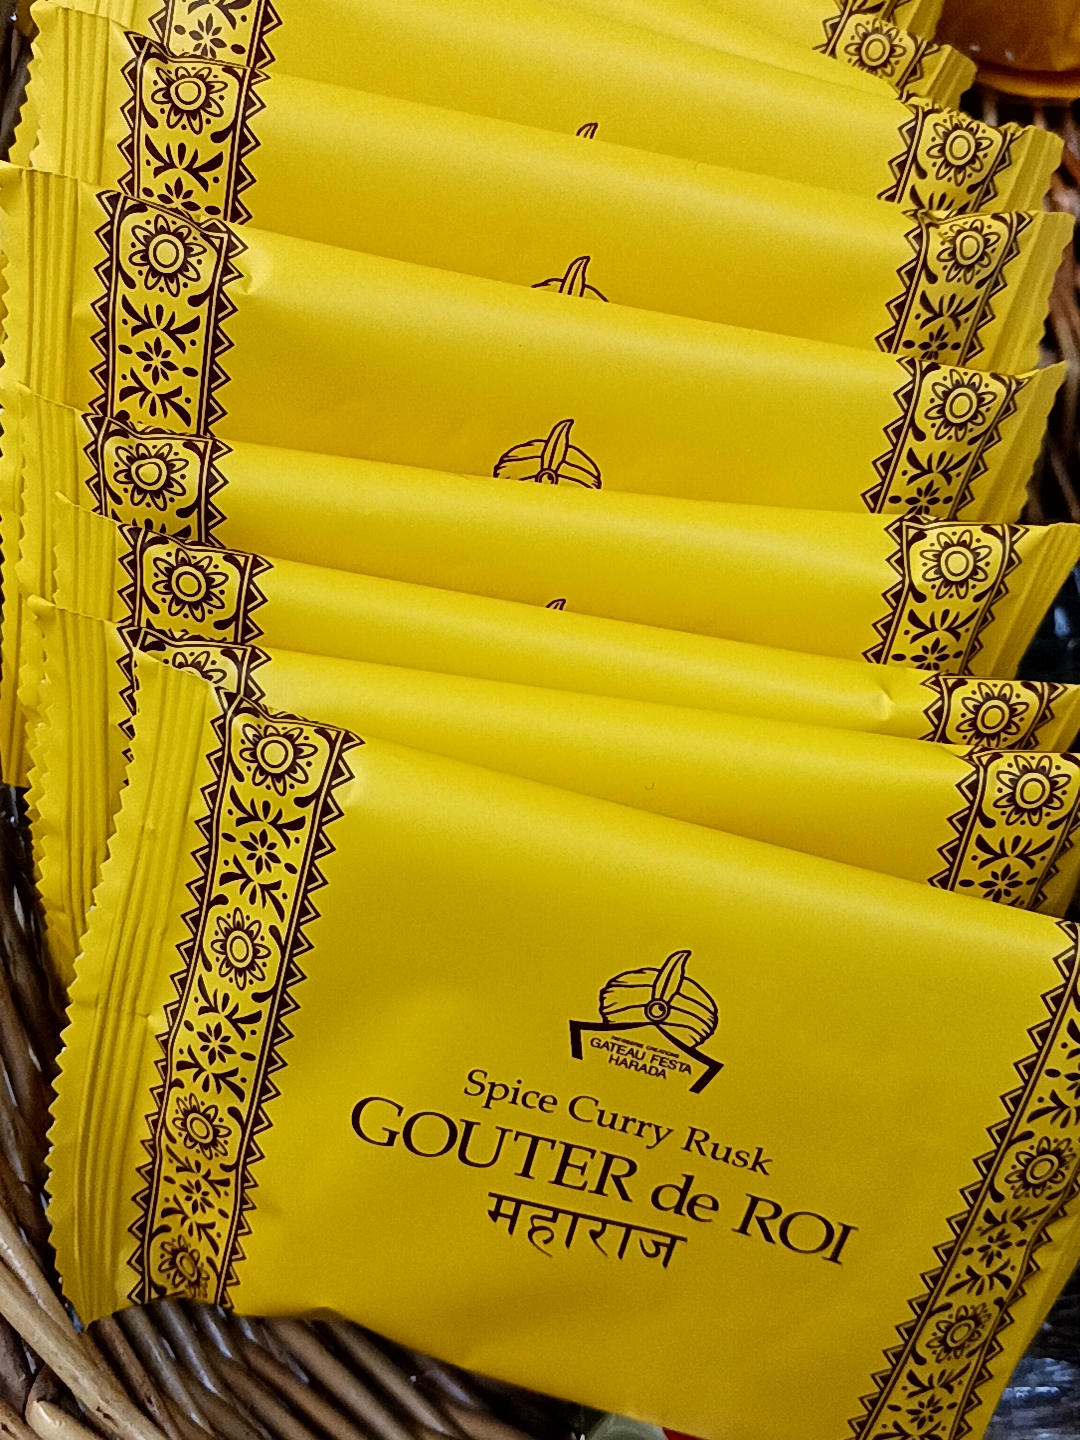 GATEAU FESTA
HARADA
Spice Curry Rusk
GOUTER de ROI
महाराज